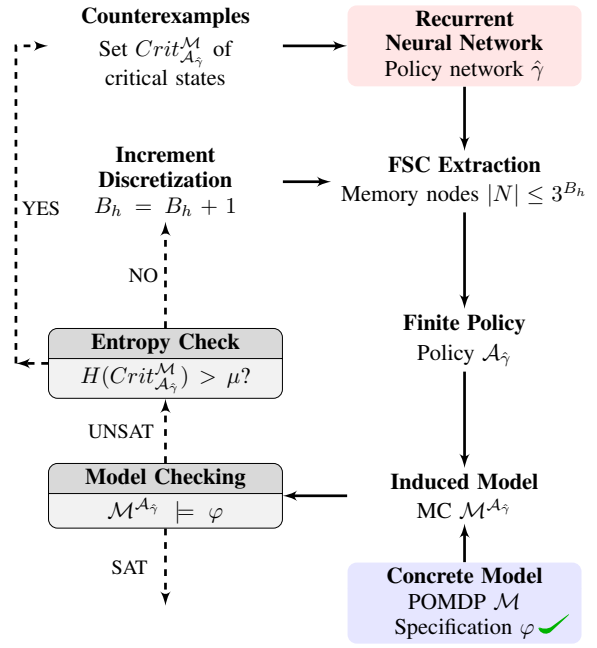 Counterexamples
Set $Crit^{\mathcal{M}}_{\mathcal{A}_{\hat{\gamma}}}$ of
critical states
Recurrent
Neural Network
Policy network $\hat{\gamma}$
YES
Increment
Discretization
$B_h = B_h + 1$
FSC Extraction
Memory nodes $|N| \leq 3^{B_h}$
NO
Finite Policy
Policy $\mathcal{A}_{\hat{\gamma}}$
Entropy Check
$H(Crit^{\mathcal{M}}_{\mathcal{A}_{\hat{\gamma}}}) > \mu$?
UNSAT
Model Checking
$\mathcal{M}^{\mathcal{A}_{\hat{\gamma}}} \models \varphi$
Induced Model
MC $\mathcal{M}^{\mathcal{A}_{\hat{\gamma}}}$
SAT
Concrete Model
POMDP $\mathcal{M}$
Specification $\varphi$